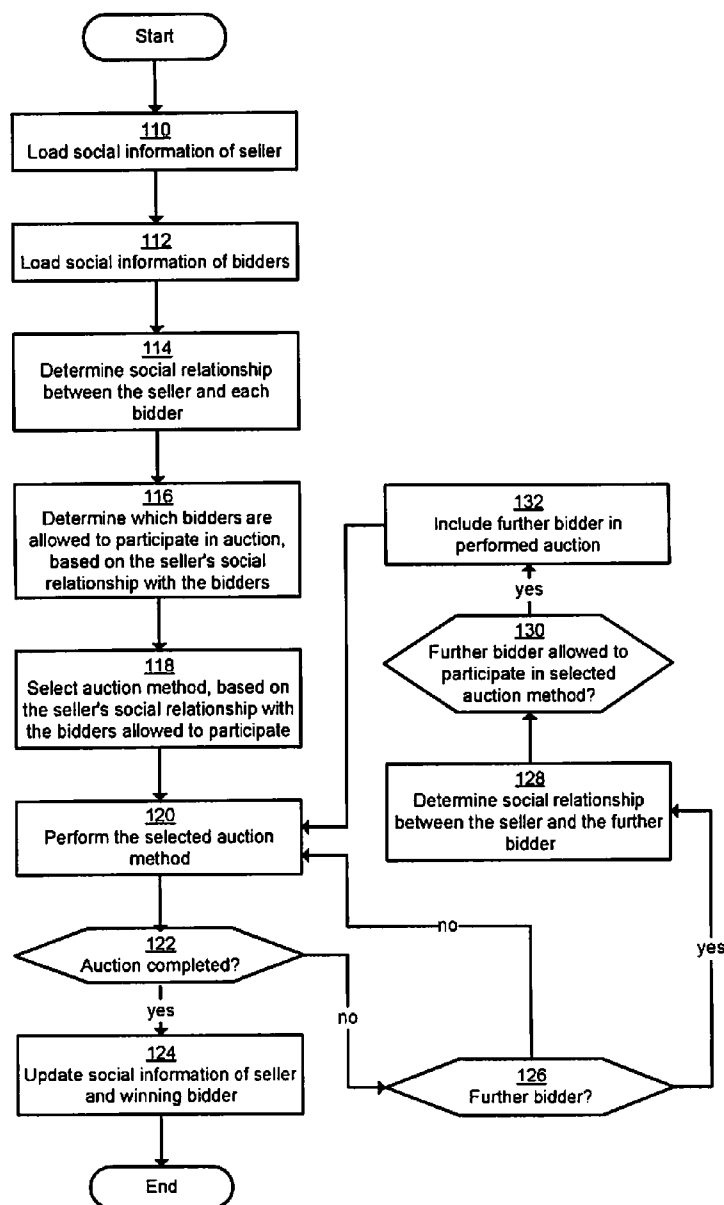 Start
110
Load social information of seller
112
Load social information of bidders
114
Determine social relationship
between the seller and each
bidder
116
Determine which bidders are
allowed to participate in auction,
based on the seller's social
relationship with the bidders
118
Select auction method, based on
the seller's social relationship with
the bidders allowed to participate
120
Perform the selected auction
method
122
Auction completed?
yes
no
124
Update social information of seller
and winning bidder
End
126
Further bidder?
no
yes
128
Determine social relationship
between the seller and the further
bidder
130
Further bidder allowed to
participate in selected
auction method?
yes
132
Include further bidder in
performed auction